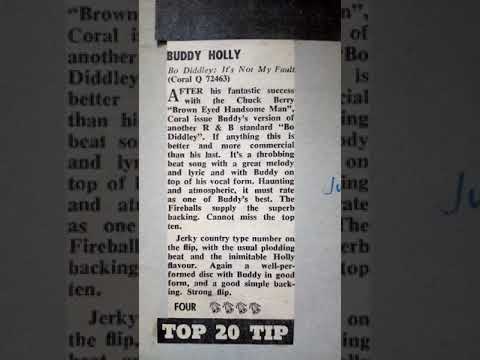 BUDDY HOLLY
Bo Diddley; It's Not My Fault
(Coral Q 72463)
AFTER his fantastic success
with the Chuck Berry
"Brown Eyed Handsome Man",
Coral issue Buddy's version of
another R & B standard "Bo
Diddley". If anything this is
better and more commercial
than his last. It's a throbbing
beat song with a great melody
and lyric and with Buddy on
top of his vocal form. Haunting
and atmospheric, it must rate
as one of Buddy's best. The
Fireballs supply the superb
backing. Cannot miss the top
ten.
Jerky country type number on
the flip, with the usual plodding
beat and the inimitable Holly
flavour. Again a well-per-
formed disc with Buddy in good
form, and a good simple back-
ing. Strong flip.
FOUR
TOP 20 TIP